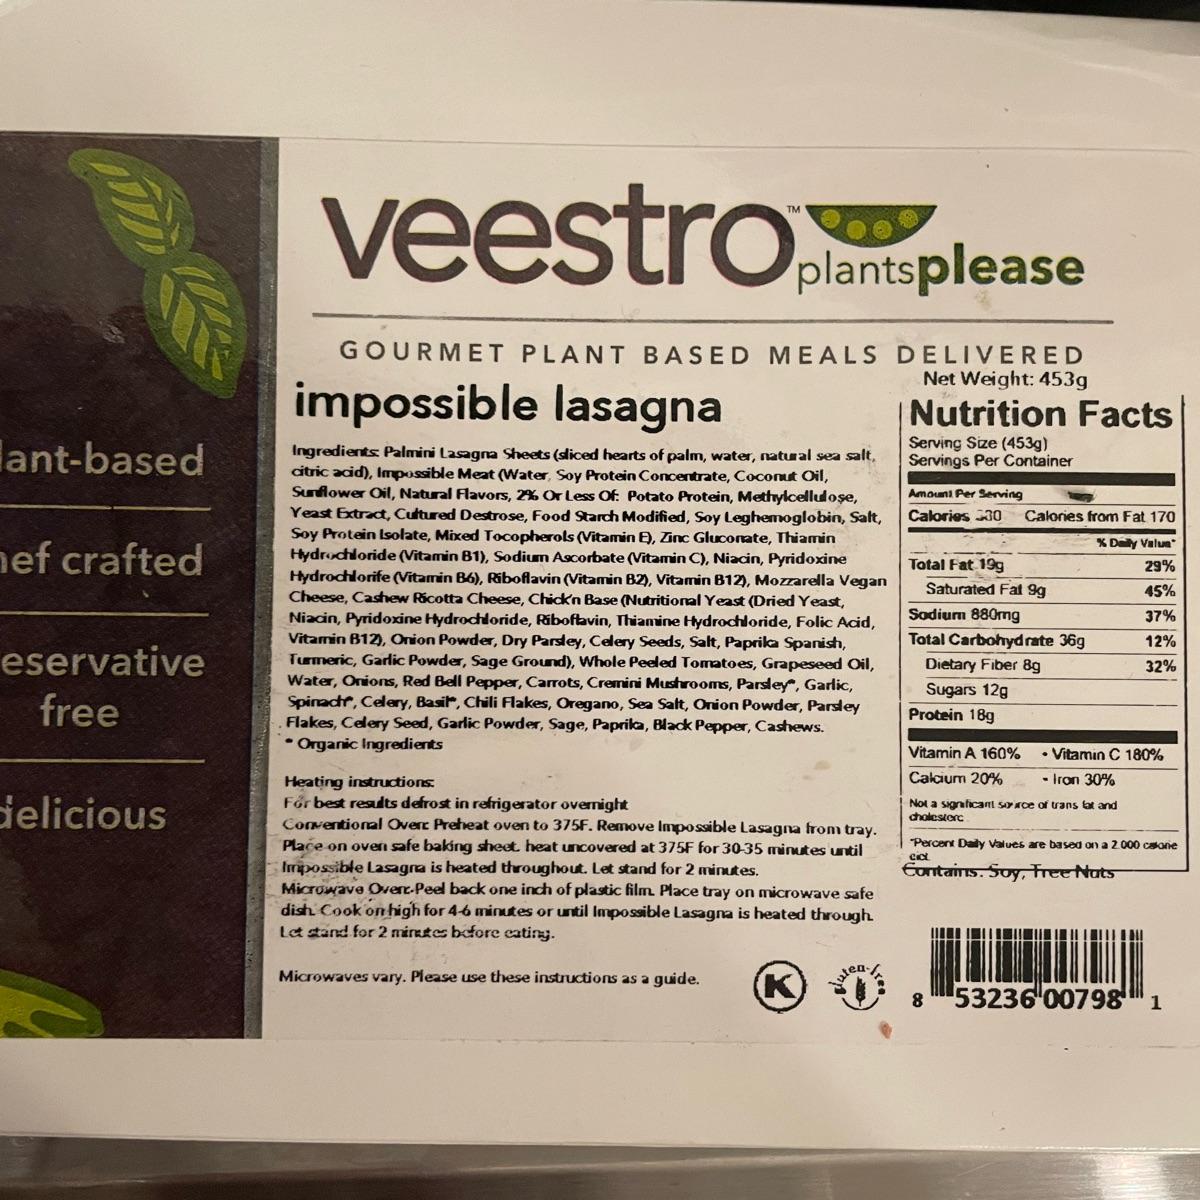 veestro™
plantsplease
GOURMET PLANT BASED MEALS DELIVERED
lant-based
hef crafted
eservative
free
delicious
impossible lasagna
Ingredients: Palmini Lasagna Sheets (sliced hearts of palm, water, natural sea salt,
citric acid), Impossible Meat (Water, Soy Protein Concentrate, Coconut Oil,
Sunflower Oil, Natural Flavors, 2% Or Less Of: Potato Protein, Methylcellulose,
Yeast Extract, Cultured Destrose, Food Starch Modified, Soy Leghemoglobin, Salt,
Soy Protein Isolate, Mixed Tocopherols (Vitamin E), Zinc Gluconate, Thiamin
Hydrochloride (Vitamin B1), Sodium Ascorbate (Vitamin C), Niacin, Pyridoxine
Hydrochlorife (Vitamin B6), Riboflavin (Vitamin B2), Vitamin B12), Mozzarella Vegan
Cheese, Cashew Ricotta Cheese, Chick'n Base (Nutritional Yeast (Dried Yeast,
Niacin, Pyridoxine Hydrochloride, Riboflavin, Thiamine Hydrochloride, Folic Acid,
Vitamin B12), Onion Powder, Dry Parsley, Celery Seeds, Salt, Paprika Spanish,
Turmeric, Garlic Powder, Sage Ground), Whole Peeled Tomatoes, Grapeseed Oil,
Water, Onions, Red Bell Pepper, Carrots, Cremini Mushrooms, Parsley*, Garlic,
Spinach*, Celery, Basil*, Chili Flakes, Oregano, Sea Salt, Onion Powder, Parsley
Flakes, Celery Seed, Garlic Powder, Sage, Paprika, Black Pepper, Cashews.
* Organic Ingredients
Heating instructions:
For best results defrost in refrigerator overnight
Conventional Oven: Preheat oven to 375F. Remove Impossible Lasagna from tray.
Place on oven safe baking sheet. heat uncovered at 375F for 30-35 minutes until
Impossible Lasagna is heated throughout. Let stand for 2 minutes.
Microwave Oven:-Peel back one inch of plastic film. Place tray on microwave safe
dish. Cook on high for 4-6 minutes or until Impossible Lasagna is heated through.
Let stand for 2 minutes before eating.
Microwaves vary. Please use these instructions as a guide.
Net Weight: 453g
Nutrition Facts
Serving Size (453g)
Servings Per Container
Amount Per Serving
Calories Calories from Fat 170
% Daily Value*
Total Fat 19g 29%
Saturated Fat 9g 45%
Sodium 880mg 37%
Total Carbohydrate 36g 12%
Dietary Fiber 8g 32%
Sugars 12g
Protein 18g
Vitamin A 160% • Vitamin C 180%
Calcium 20% • Iron 30%
Not a significant source of trans fat and
*Percent Daily Values are based on a 2,000 calorie
Contains: Soy, Tree Nuts
K
gluten-free
8 53236 00798 1